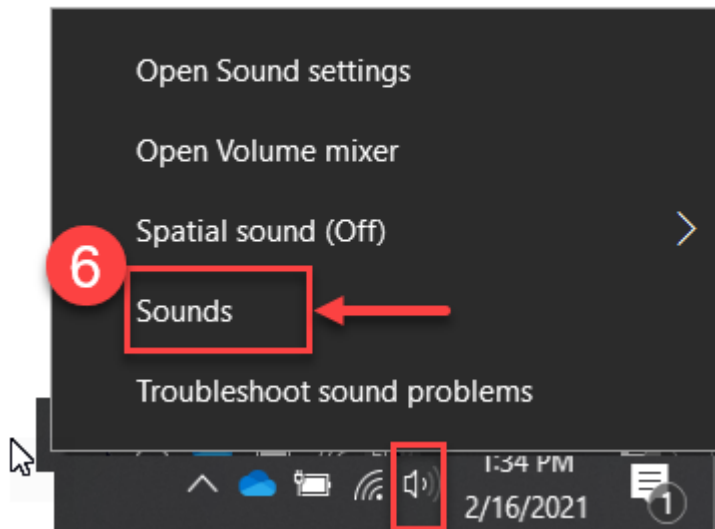 Open Sound settings
Open Volume mixer
Spatial sound (Off)
6
Sounds
Troubleshoot sound problems
1:34 PM
2/16/2021
1